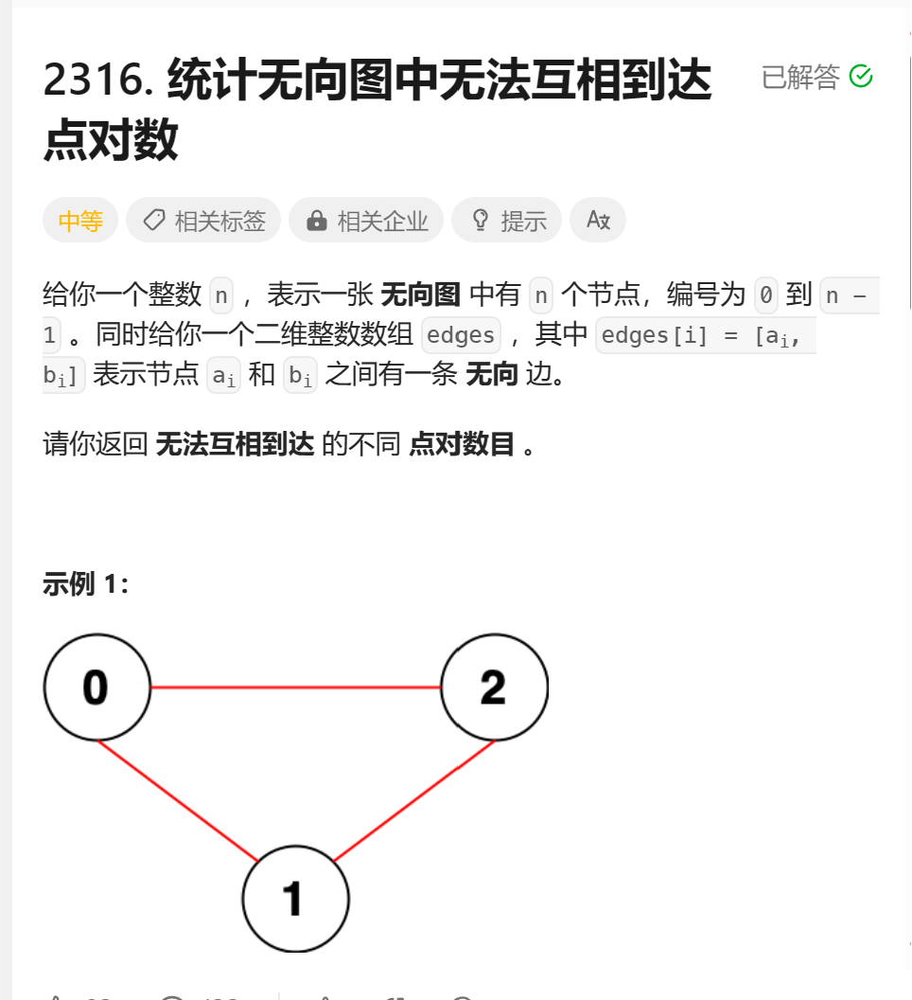 2316. 统计无向图中无法互相到达
点对数
已解答
中等 相关标签 相关企业 提示
给你一个整数 n ，表示一张 无向图 中有 n 个节点，编号为 0 到 n -
1 。同时给你一个二维整数数组 edges ，其中 edges[i] = [ai,
bi] 表示节点 ai 和 bi 之间有一条 无向 边。
请你返回 无法互相到达 的不同 点对数目 。
示例 1：
0
2
1